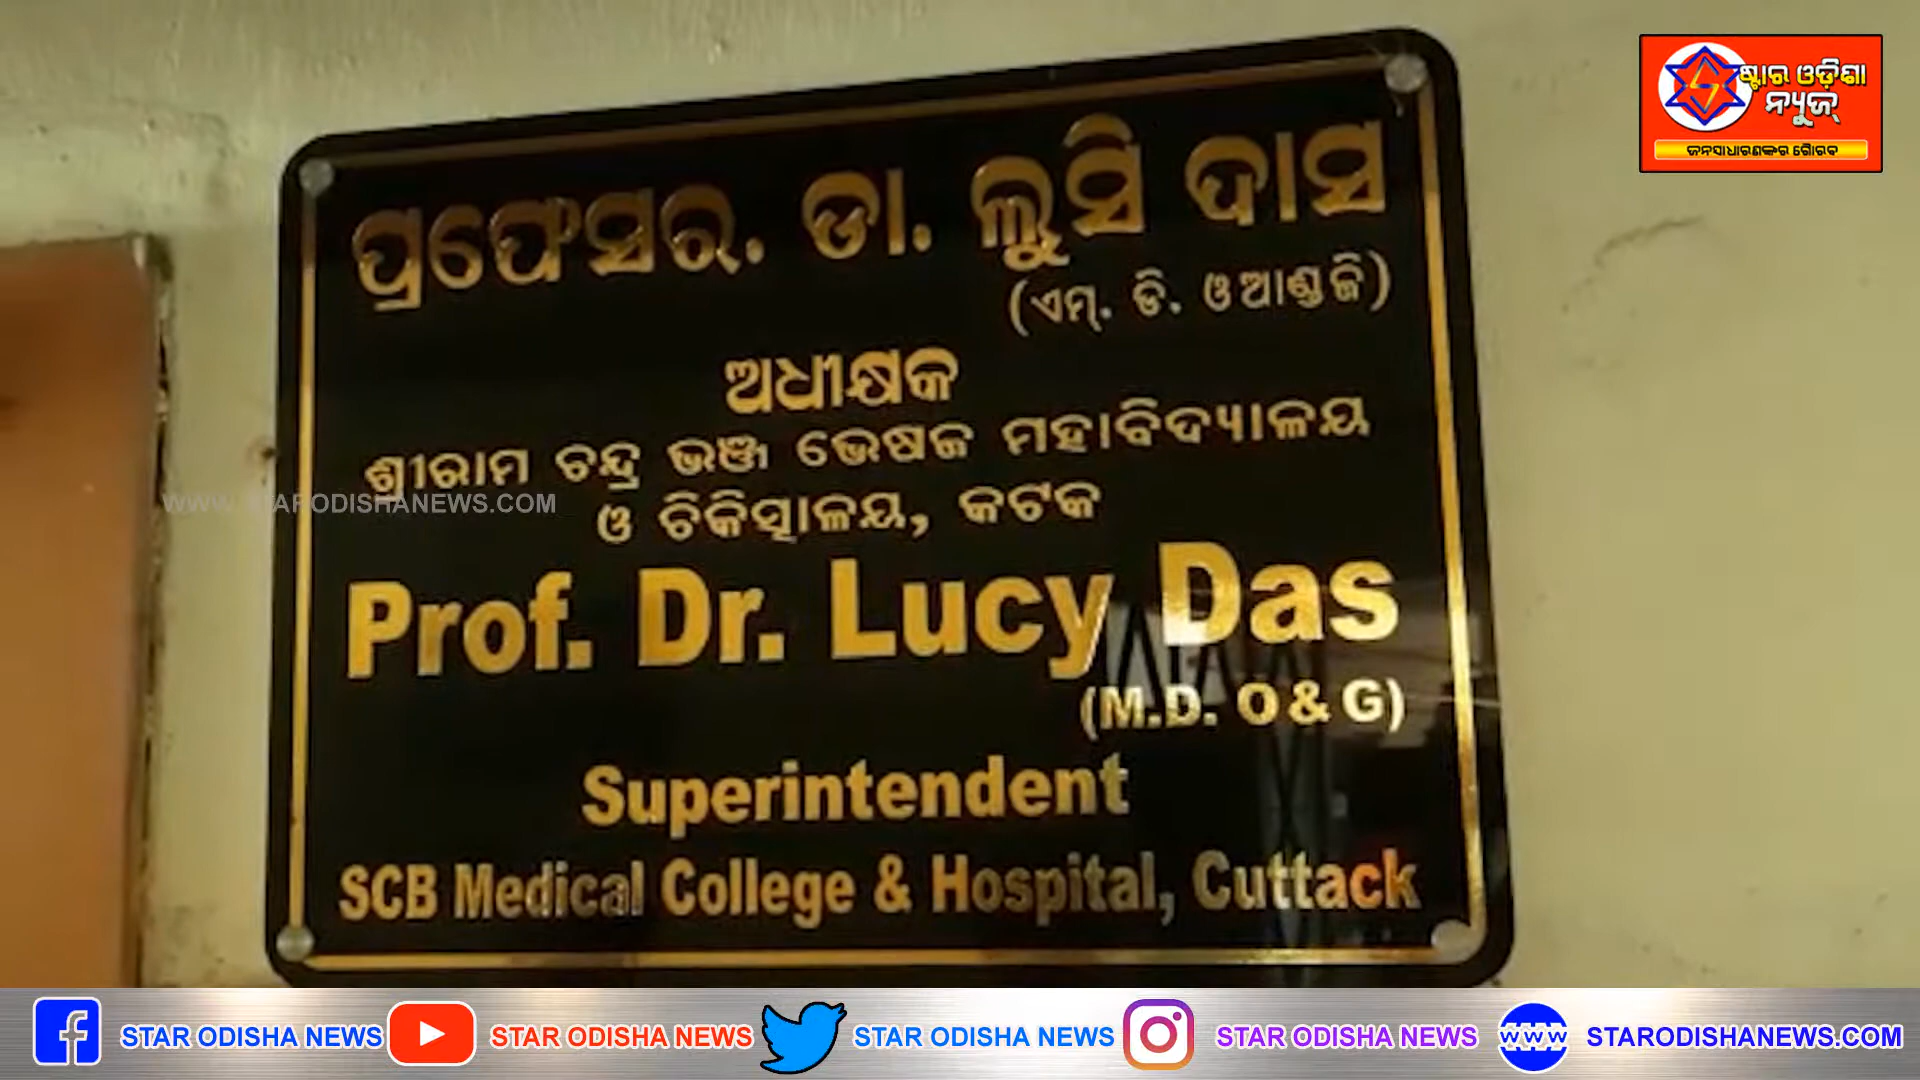 ଷ୍ଟାର ଓଡ଼ିଶା
ନ୍ୟୁଜ୍
ଜନସାଧାରଣଙ୍କର ଗୌରବ
ପ୍ରଫେସର. ଡା. ଲୁସି ଦାସ
(ଏମ୍. ଡି. ଓ ଆଣ୍ଡ ଜି)
ଅଧୀକ୍ଷକ
ଶ୍ରୀରାମ ଚନ୍ଦ୍ର ଭଞ୍ଜ ଭେଷଜ ମହାବିଦ୍ୟାଳୟ
ଓ ଚିକିତ୍ସାଳୟ, କଟକ
WWW.STARODISHANEWS.COM
Prof. Dr. Lucy Das
(M.D. O & G)
Superintendent
SCB Medical College & Hospital, Cuttack
STAR ODISHA NEWS STAR ODISHA NEWS STAR ODISHA NEWS STAR ODISHA NEWS www STARODISHANEWS.COM